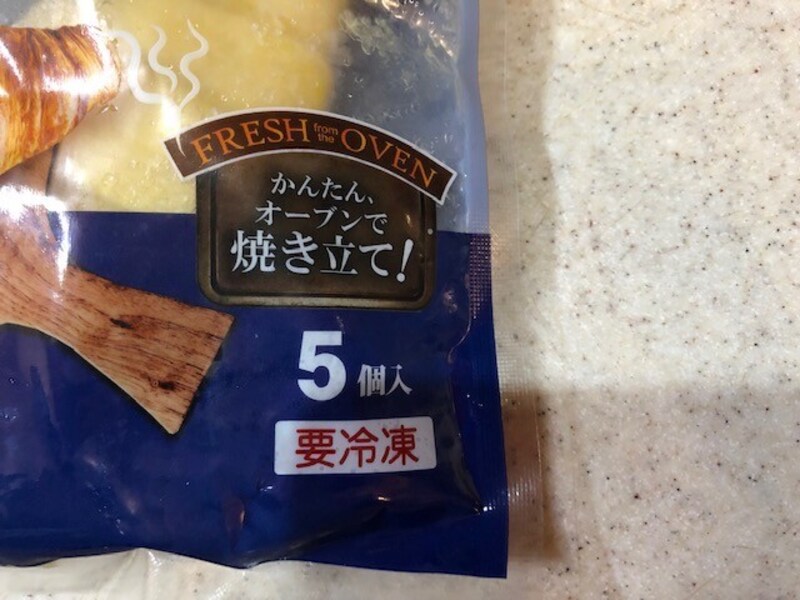 FRESH from the OVEN
かんたん、
オーブンで
焼き立て!
5個入
要冷凍